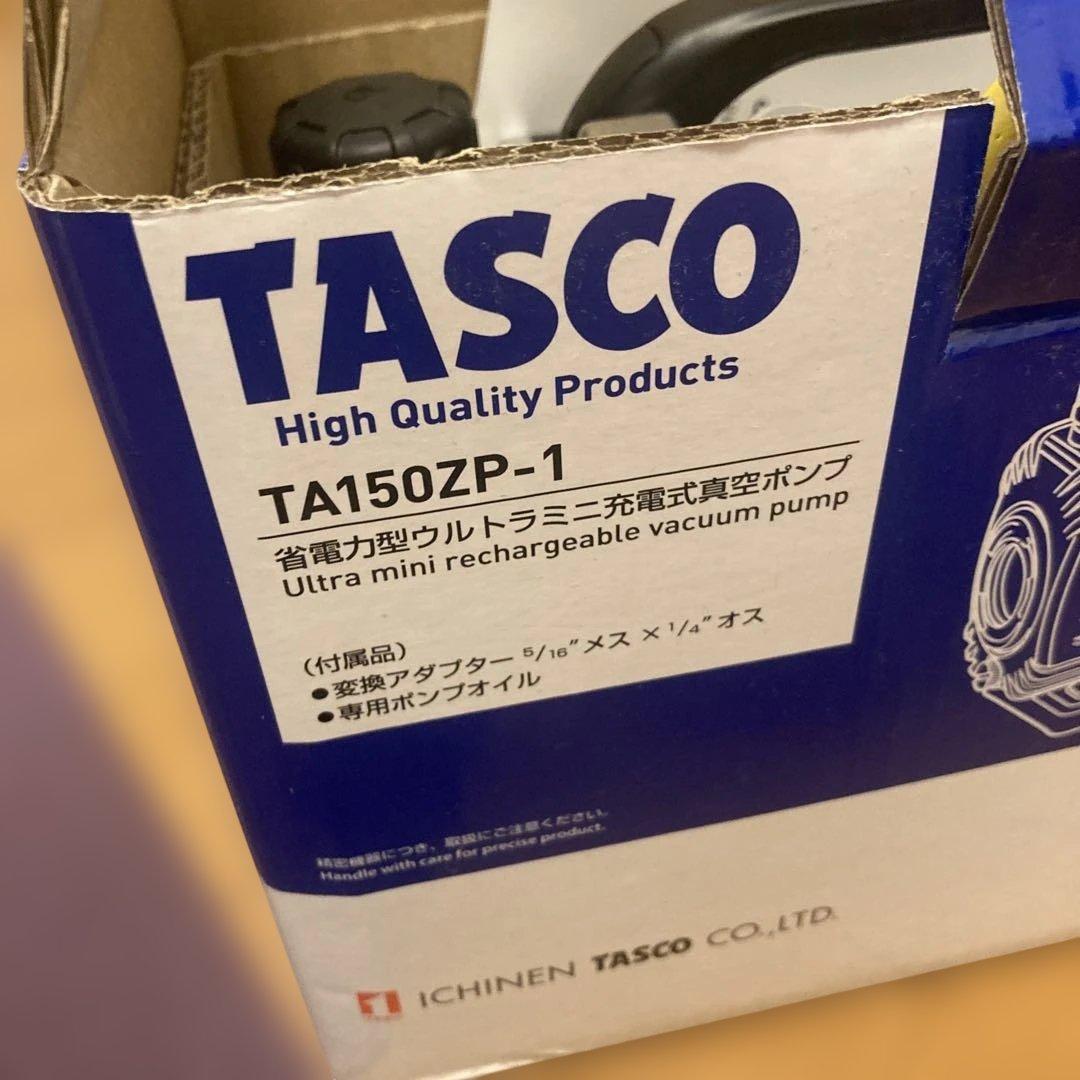 TASCO
High Quality Products
TA150ZP-1
省電力型ウルトラミニ充電式真空ポンプ
Ultra mini rechargeable vacuum pump
（付属品）
●変換アダプター 5/16”メス × 1/4”オス
●専用ポンプオイル
精密機器につき、取扱にご注意ください。
Handle with care for precise product.
ICHINEN TASCO CO.,LTD.